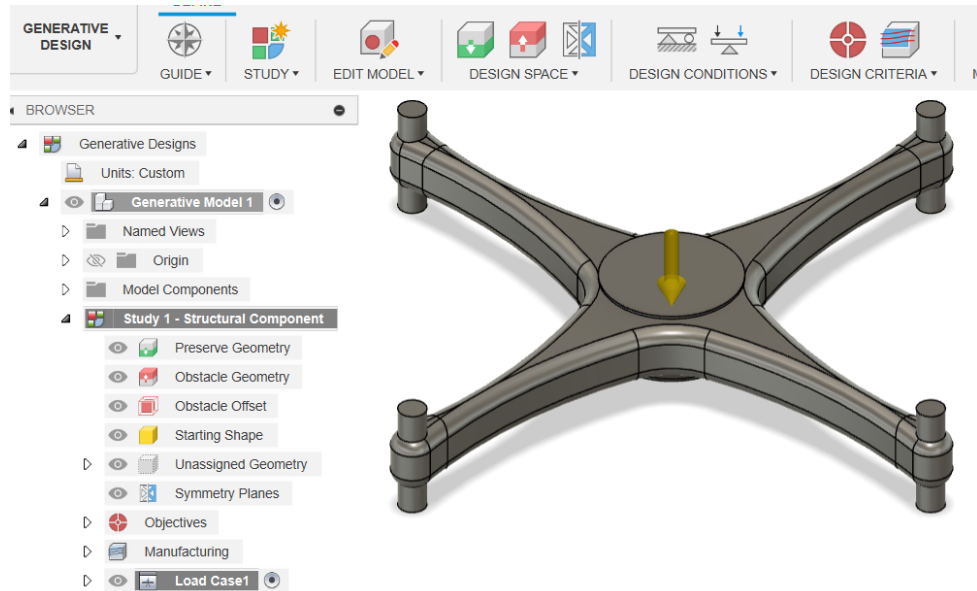 GENERATIVE
DESIGN
GUIDE
STUDY
EDIT MODEL
DESIGN SPACE
DESIGN CONDITIONS
DESIGN CRITERIA
BROWSER
Generative Designs
Units: Custom
Generative Model 1
Named Views
Origin
Model Components
Study 1 - Structural Component
Preserve Geometry
Obstacle Geometry
Obstacle Offset
Starting Shape
Unassigned Geometry
Symmetry Planes
Objectives
Manufacturing
Load Case1